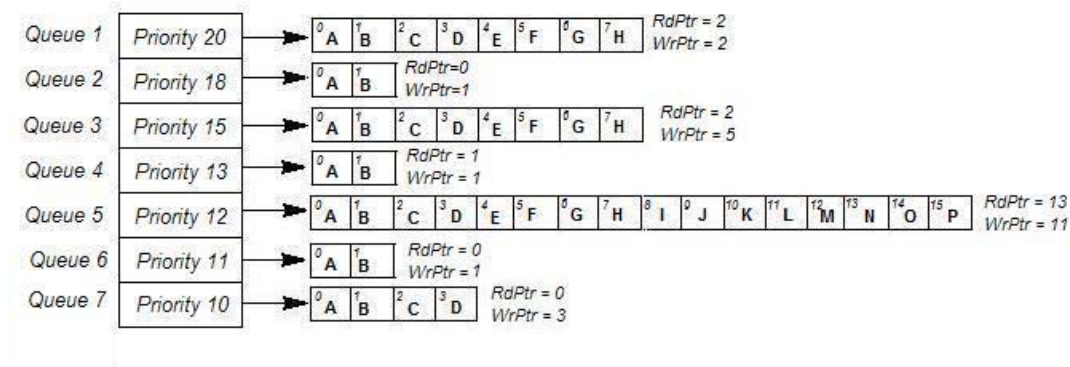 Queue 1 Priority 20 0 A 1 B 2 C 3 D 4 E 5 F 6 G 7 H RdPtr = 2
WrPtr = 2
Queue 2 Priority 18 0 A 1 B RdPtr=0
WrPtr=1
Queue 3 Priority 15 0 A 1 B 2 C 3 D 4 E 5 F 6 G 7 H RdPtr = 2
WrPtr = 5
Queue 4 Priority 13 0 A 1 B RdPtr = 1
WrPtr = 1
Queue 5 Priority 12 0 A 1 B 2 C 3 D 4 E 5 F 6 G 7 H 8 I 9 J 10 K 11 L 12 M 13 N 14 O 15 P RdPtr = 13
WrPtr = 11
Queue 6 Priority 11 0 A 1 B RdPtr = 0
WrPtr = 1
Queue 7 Priority 10 0 A 1 B 2 C 3 D RdPtr = 0
WrPtr = 3